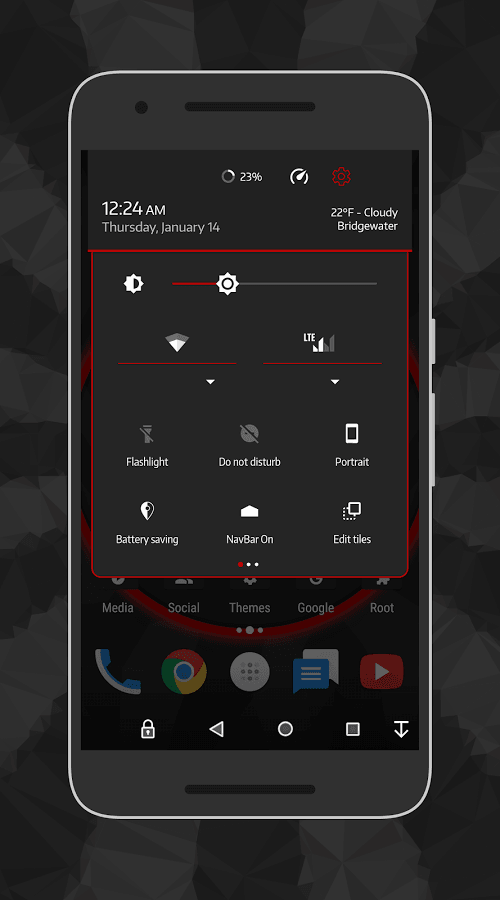 23%
12:24 AM
Thursday, January 14
22°F - Cloudy
Bridgewater
LTE
Flashlight
Do not disturb
Portrait
Battery saving
NavBar On
Edit tiles
Media
Social
Themes
Google
Root